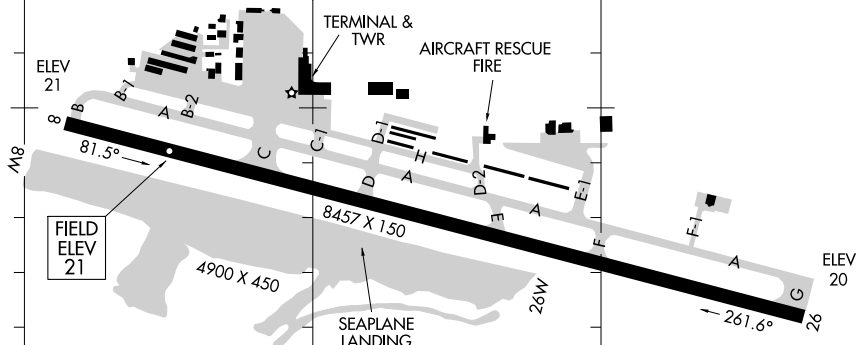 TERMINAL &
TWR
AIRCRAFT RESCUE
FIRE
ELEV
21
B-1
B
A
B-2
8
8W
81.5°
C
C-1
D-1
H
D
A
D-2
E
A
E-1
F
F-1
A
G
ELEV
20
FIELD
ELEV
21
8457 X 150
4900 X 450
26W
261.6°
26
SEAPLANE
LANDING